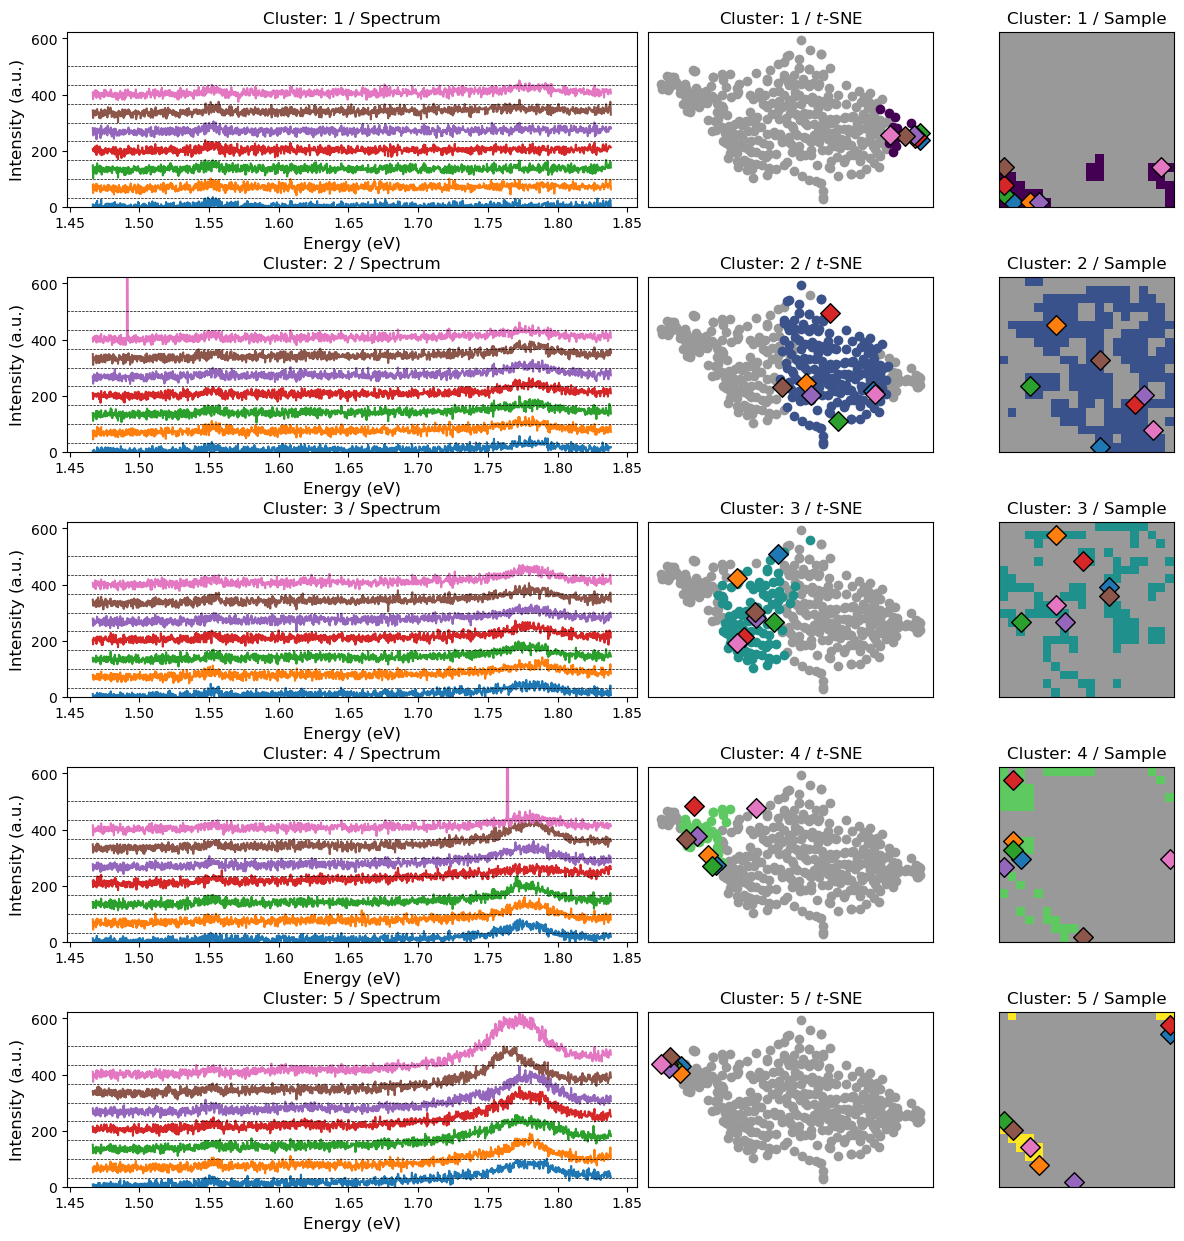 Cluster: 1 / Spectrum
Cluster: 1 / t-SNE
Cluster: 1 / Sample
Intensity (a.u.)
600
400
200
0
1.45 1.50 1.55 1.60 1.65 1.70 1.75 1.80 1.85
Energy (eV)
Cluster: 2 / Spectrum
Cluster: 2 / t-SNE
Cluster: 2 / Sample
Intensity (a.u.)
600
400
200
0
1.45 1.50 1.55 1.60 1.65 1.70 1.75 1.80 1.85
Energy (eV)
Cluster: 3 / Spectrum
Cluster: 3 / t-SNE
Cluster: 3 / Sample
Intensity (a.u.)
600
400
200
0
1.45 1.50 1.55 1.60 1.65 1.70 1.75 1.80 1.85
Energy (eV)
Cluster: 4 / Spectrum
Cluster: 4 / t-SNE
Cluster: 4 / Sample
Intensity (a.u.)
600
400
200
0
1.45 1.50 1.55 1.60 1.65 1.70 1.75 1.80 1.85
Energy (eV)
Cluster: 5 / Spectrum
Cluster: 5 / t-SNE
Cluster: 5 / Sample
Intensity (a.u.)
600
400
200
0
1.45 1.50 1.55 1.60 1.65 1.70 1.75 1.80 1.85
Energy (eV)